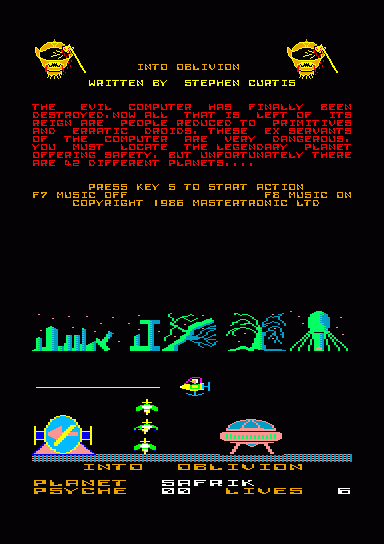 INTO OBLIVION
WRITTEN BY STEPHEN CURTIS
THE EVIL COMPUTER HAS FINALLY BEEN
DESTROYED.NOW ALL THAT IS LEFT OF ITS
REIGN ARE PEOPLE REDUCED TO PRIMITIVES
AND ERRATIC DROIDS. THESE EX SERVANTS
OF THE COMPUTER ARE VERY DANGEROUS.
YOU MUST LOCATE THE LEGENDARY PLANET
OFFERING SAFETY. BUT UNFORTUNATELY THERE
ARE 42 DIFFERENT PLANETS....
PRESS KEY S TO START ACTION
F7 MUSIC OFF F8 MUSIC ON
COPYRIGHT 1986 MASTERTRONIC LTD
INTO OBLIVION
PLANET SAFRIK
PSYCHE 00 LIVES 6